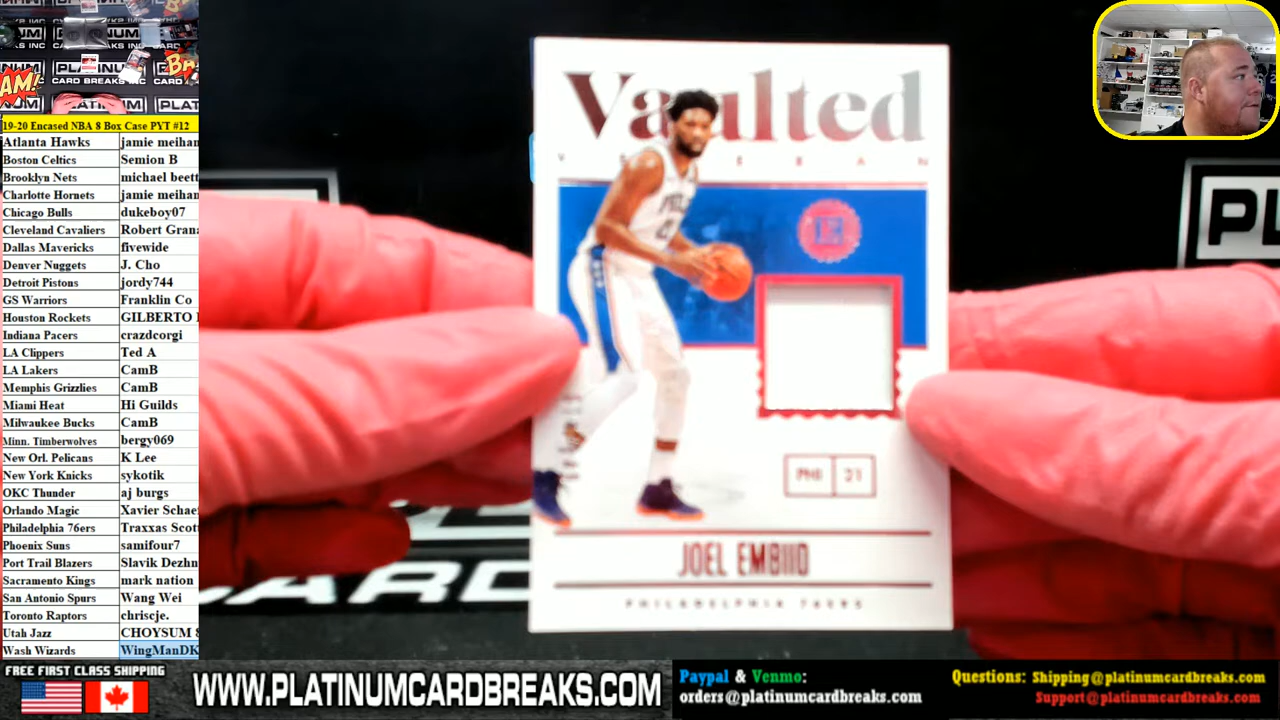 19-20 Encased NBA 8 Box Case PYT #12
Atlanta Hawks jamie meihan
Boston Celtics Semion B
Brooklyn Nets michael beett
Charlotte Hornets jamie meihan
Chicago Bulls dukeboy07
Cleveland Cavaliers Robert Grana
Dallas Mavericks fivewide
Denver Nuggets J. Cho
Detroit Pistons jordy744
GS Warriors Franklin Co
Houston Rockets GILBERTO
Indiana Pacers crazdcorgi
LA Clippers Ted A
LA Lakers CamB
Memphis Grizzlies CamB
Miami Heat Hi Guilds
Milwaukee Bucks CamB
Minn. Timberwolves bergy069
New Orl. Pelicans K Lee
New York Knicks sykotik
OKC Thunder aj burgs
Orlando Magic Xavier Schae
Philadelphia 76ers Traxxas Scot
Phoenix Suns samifour7
Port Trail Blazers Slavik Dezhn
Sacramento Kings mark nation
San Antonio Spurs Wang Wei
Toronto Raptors chriscje.
Utah Jazz CHOYSUM 8
Wash Wizards WingManDK
Vaulted
VETERAN
E
PHI 21
JOEL EMBIID
PHILADELPHIA 76ERS
PL
CARD
FREE FIRST CLASS SHIPPING
WWW.PLATINUMCARDBREAKS.COM
Paypal & Venmo:
orders@platinumcardbreaks.com
Questions: Shipping@platinumcardbreaks.com
Support@platinumcardbreaks.com